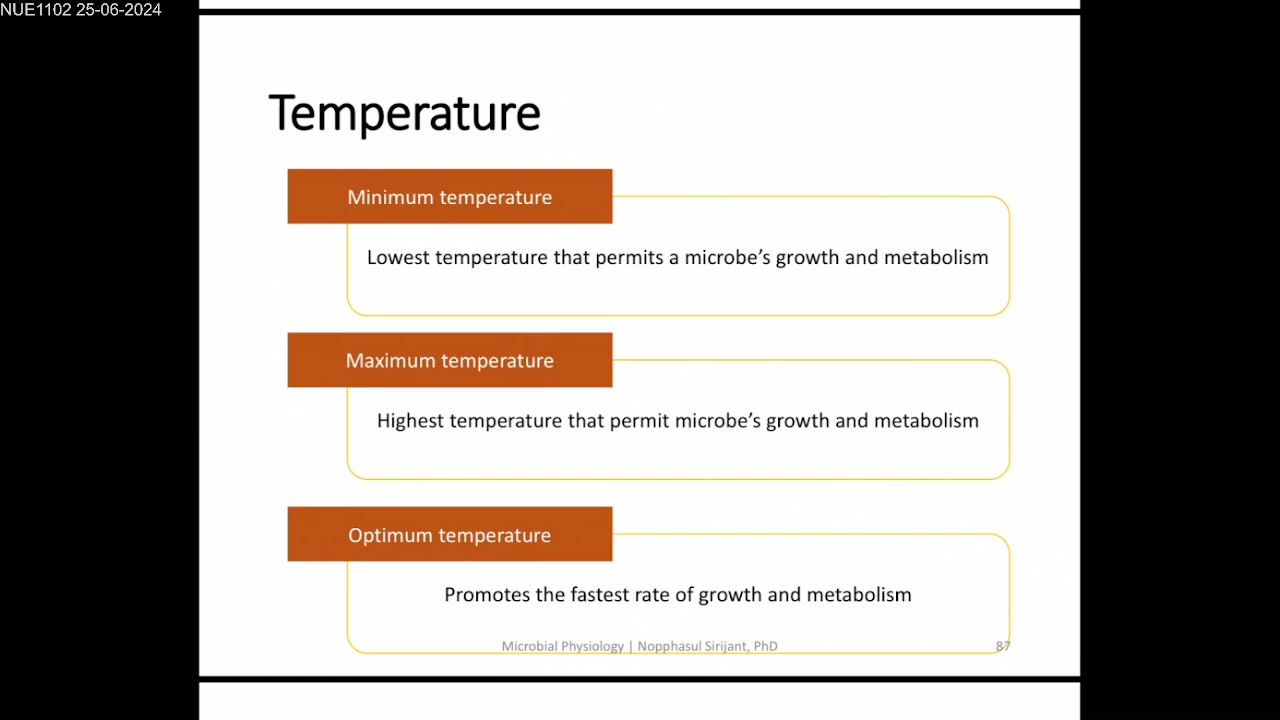 NUE1102 25-06-2024
Temperature
Minimum temperature
Lowest temperature that permits a microbe’s growth and metabolism
Maximum temperature
Highest temperature that permit microbe’s growth and metabolism
Optimum temperature
Promotes the fastest rate of growth and metabolism
Microbial Physiology | Nopphasul Sirijant, PhD
87